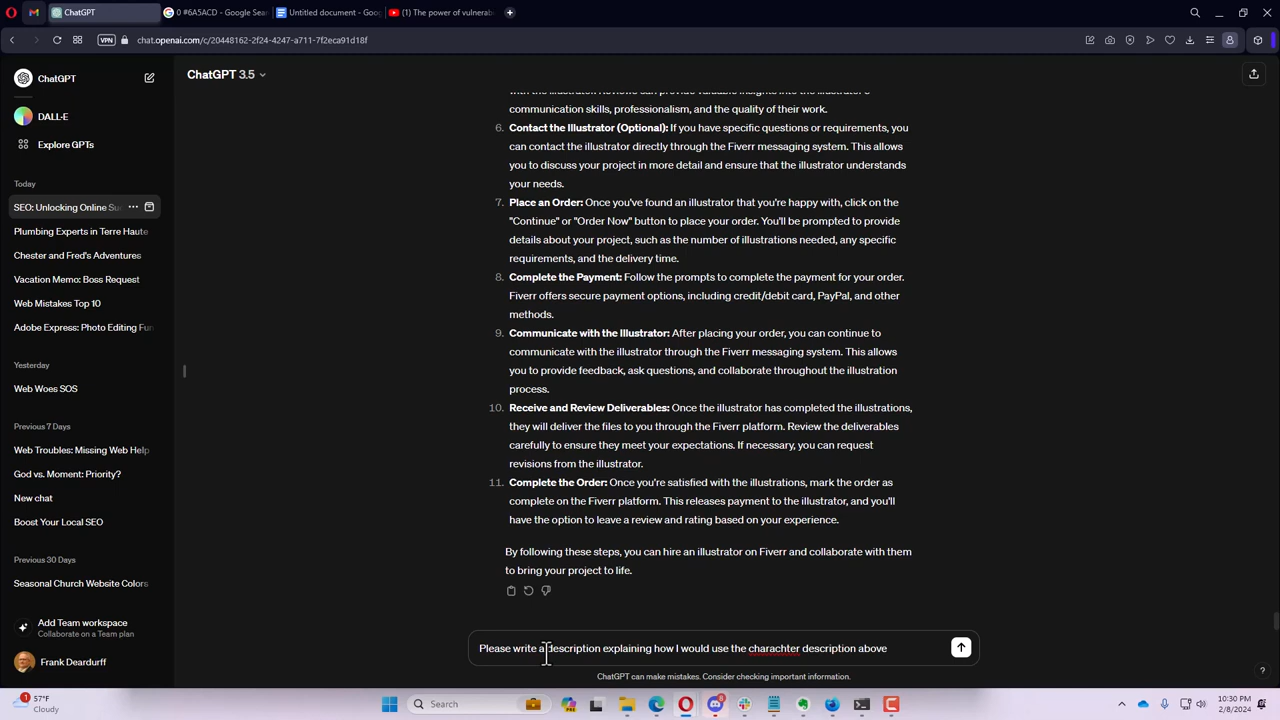 ChatGPT
0 #6A5ACD - Google Sea
Untitled document - Goog
(1) The power of vulnerab
VPN
chat.openai.com/c/20448162-2f24-4247-a711-7f2eca91d18f
ChatGPT
DALL·E
Explore GPTs
Today
SEO: Unlocking Online Su
Plumbing Experts in Terre Haute
Chester and Fred's Adventures
Vacation Memo: Boss Request
Web Mistakes Top 10
Adobe Express: Photo Editing Fun
Yesterday
Web Woes SOS
Previous 7 Days
Web Troubles: Missing Web Help
God vs. Moment: Priority?
New chat
Boost Your Local SEO
Previous 30 Days
Seasonal Church Website Colors
Add Team workspace
Collaborate on a Team plan
Frank Deardurff
ChatGPT 3.5
with the illustrator. Reviews can provide valuable insights into the illustrator's
communication skills, professionalism, and the quality of their work.
6. Contact the Illustrator (Optional): If you have specific questions or requirements, you
can contact the illustrator directly through the Fiverr messaging system. This allows
you to discuss your project in more detail and ensure that the illustrator understands
your needs.
7. Place an Order: Once you've found an illustrator that you're happy with, click on the
"Continue" or "Order Now" button to place your order. You'll be prompted to provide
details about your project, such as the number of illustrations needed, any specific
requirements, and the delivery time.
8. Complete the Payment: Follow the prompts to complete the payment for your order.
Fiverr offers secure payment options, including credit/debit card, PayPal, and other
methods.
9. Communicate with the Illustrator: After placing your order, you can continue to
communicate with the illustrator through the Fiverr messaging system. This allows
you to provide feedback, ask questions, and collaborate throughout the illustration
process.
10. Receive and Review Deliverables: Once the illustrator has completed the illustrations,
they will deliver the files to you through the Fiverr platform. Review the deliverables
carefully to ensure they meet your expectations. If necessary, you can request
revisions from the illustrator.
11. Complete the Order: Once you're satisfied with the illustrations, mark the order as
complete on the Fiverr platform. This releases payment to the illustrator, and you'll
have the option to leave a review and rating based on your experience.
By following these steps, you can hire an illustrator on Fiverr and collaborate with them
to bring your project to life.
Please write a description explaining how I would use the charachter description above
ChatGPT can make mistakes. Consider checking important information.
?
57°F
Cloudy
Search
10:30 PM
2/8/2024